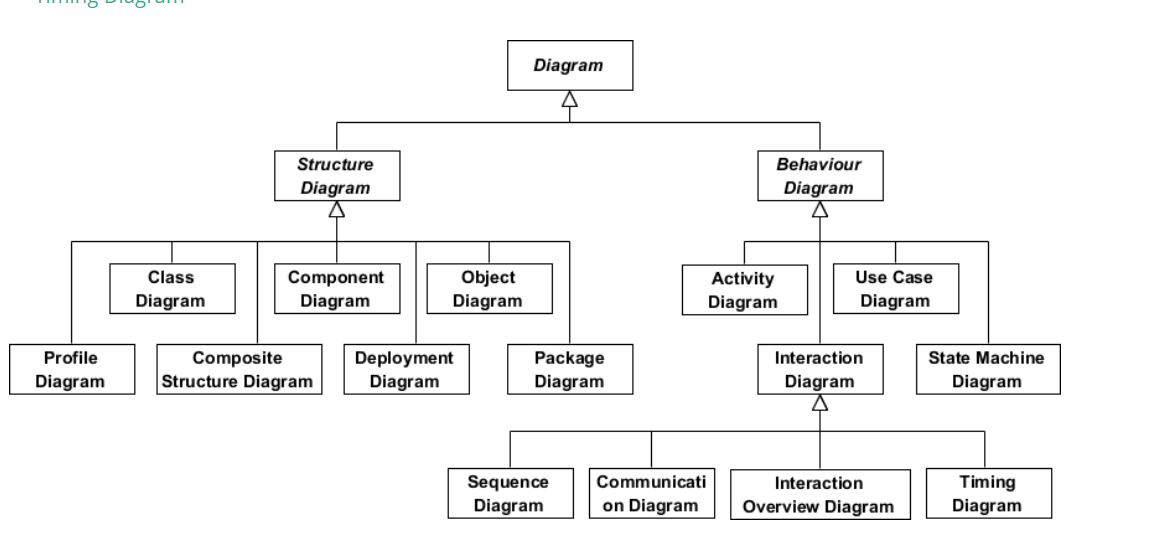 Timing Diagram
Diagram
Structure
Diagram
Behaviour
Diagram
Class
Diagram
Component
Diagram
Object
Diagram
Activity
Diagram
Use Case
Diagram
Profile
Diagram
Composite
Structure Diagram
Deployment
Diagram
Package
Diagram
Interaction
Diagram
State Machine
Diagram
Sequence
Diagram
Communicati
on Diagram
Interaction
Overview Diagram
Timing
Diagram